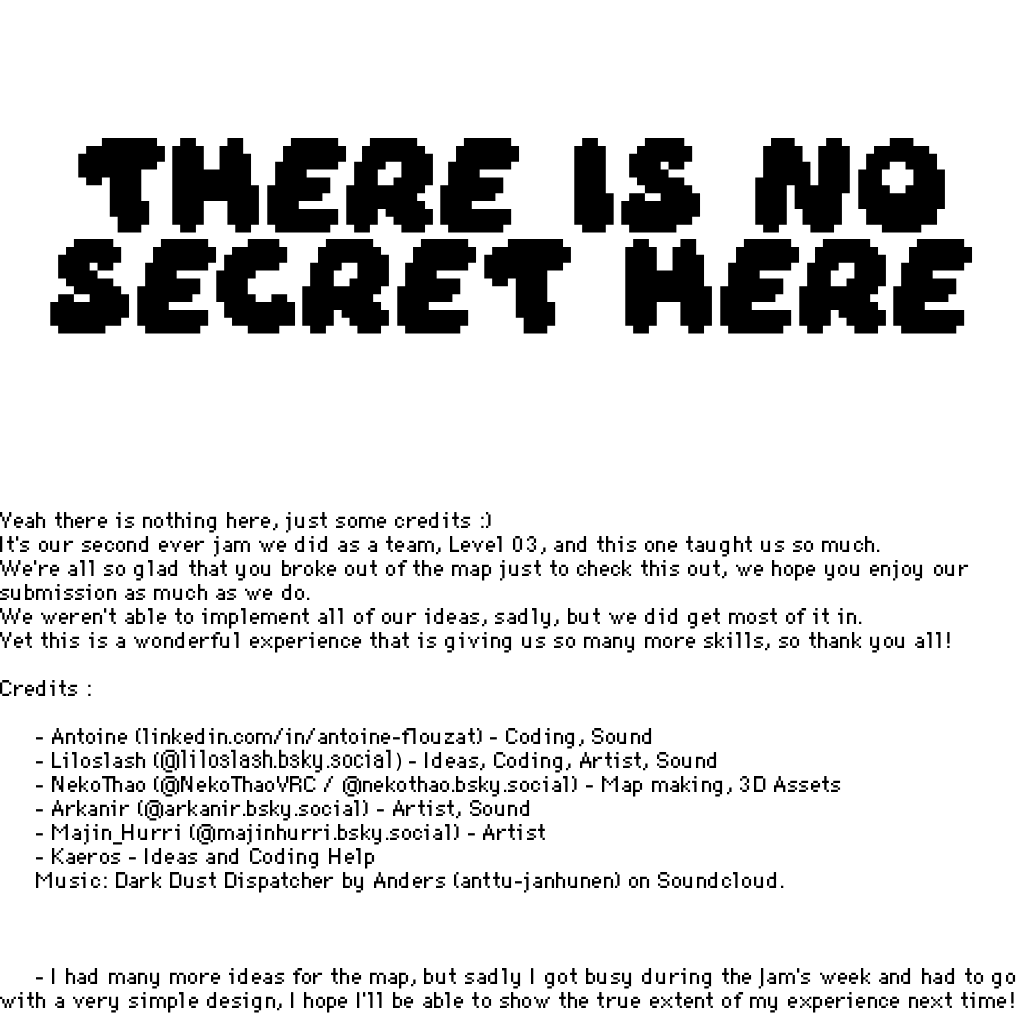 THERE IS NO
SECRET HERE
Yeah there is nothing here, just some credits :)
It's our second ever jam we did as a team, Level 03, and this one taught us so much.
We're all so glad that you broke out of the map just to check this out, we hope you enjoy our
submission as much as we do.
We weren't able to implement all of our ideas, sadly, but we did get most of it in.
Yet this is a wonderful experience that is giving us so many more skills, so thank you all!
Credits :
- Antoine (linkedin.com/in/antoine-flouzat) - Coding, Sound
- Liloslash (@liloslash.bsky.social) - Ideas, Coding, Artist, Sound
- NekoThao (@NekoThaoVRC / @nekothao.bsky.social) - Map making, 3D Assets
- Arkanir (@arkanir.bsky.social) - Artist, Sound
- Majin_Hurri (@majinhurri.bsky.social) - Artist
- Kaeros - Ideas and Coding Help
Music: Dark Dust Dispatcher by Anders (anttu-janhunen) on Soundcloud.
- I had many more ideas for the map, but sadly I got busy during the Jam's week and had to go
with a very simple design, I hope I'll be able to show the true extent of my experience next time!